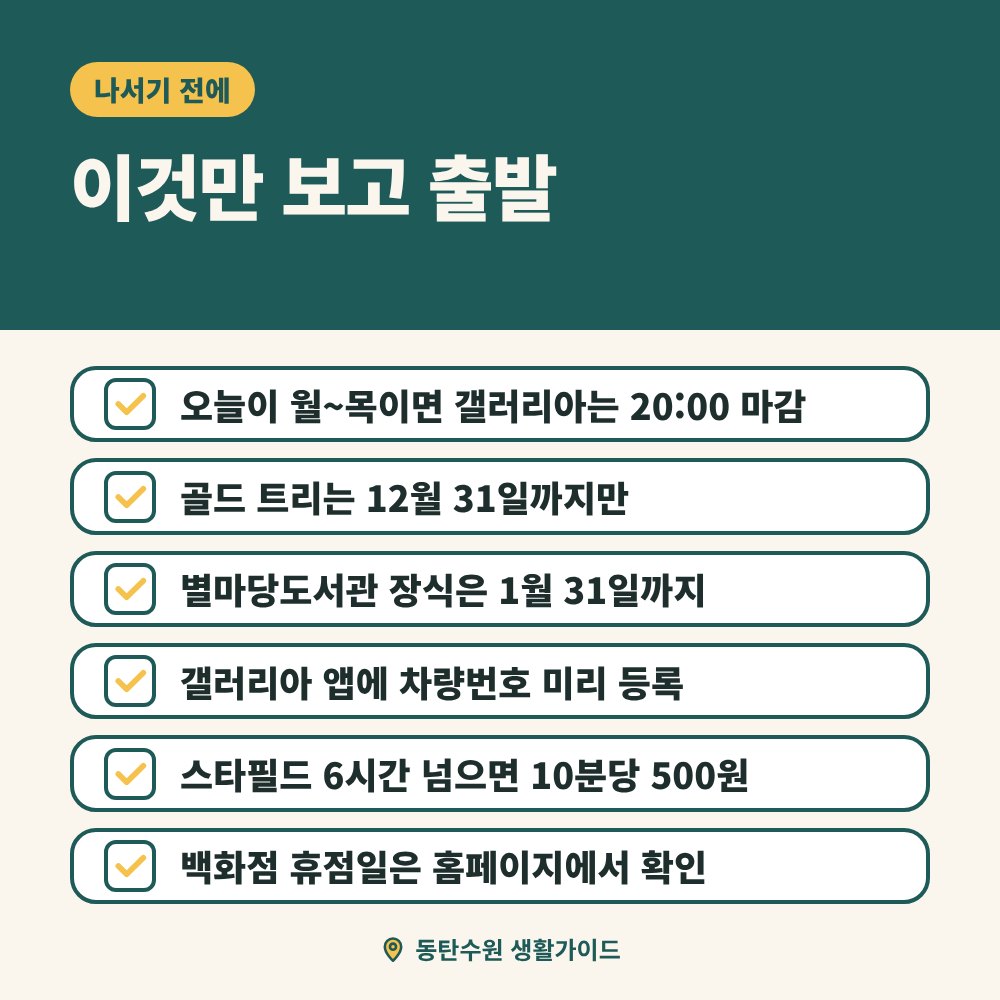 나서기 전에
이것만 보고 출발
오늘이 월~목이면 갤러리아는 20:00 마감
골드 트리는 12월 31일까지만
별마당도서관 장식은 1월 31일까지
갤러리아 앱에 차량번호 미리 등록
스타필드 6시간 넘으면 10분당 500원
백화점 휴점일은 홈페이지에서 확인
동탄수원 생활가이드